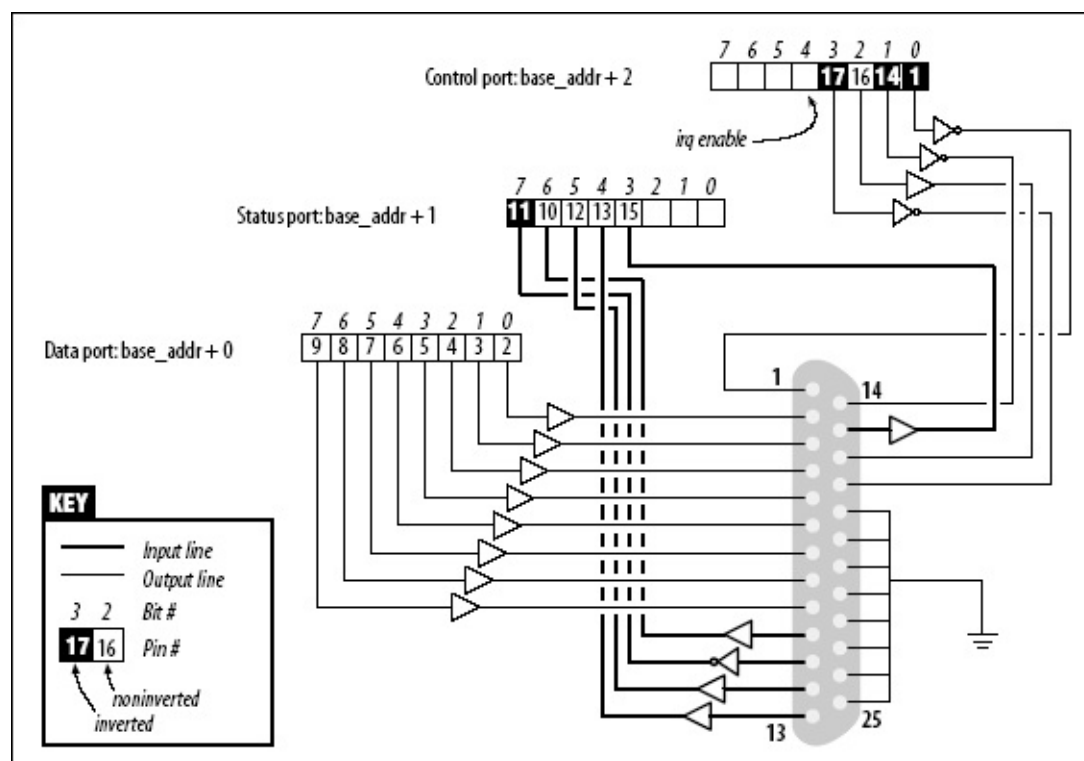 7 6 5 4 3 2 1 0
Control port: base_addr + 2
17 16 14 1
irq enable
7 6 5 4 3 2 1 0
Status port: base_addr + 1
11 10 12 13 15
7 6 5 4 3 2 1 0
Data port: base_addr + 0
9 8 7 6 5 4 3 2
1
14
KEY
Input line
Output line
3 2 Bit #
17 16 Pin #
noninverted
inverted
13
25